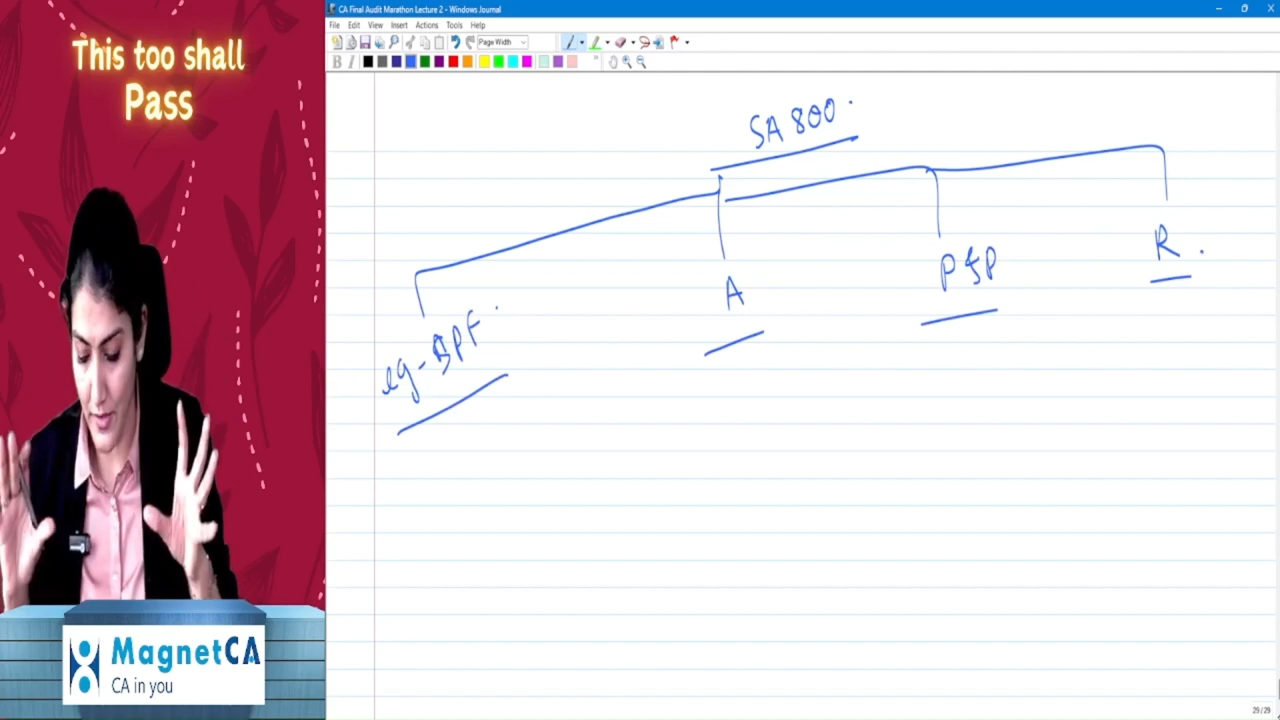 This too shall
Pass
MagnetCA
CA in you
CA Final Audit Marathon Lecture 2 - Windows Journal
File Edit View Insert Actions Tools Help
Page Width
B I
SA 800.
eg-SPF.
A
P&P
R.
29/29